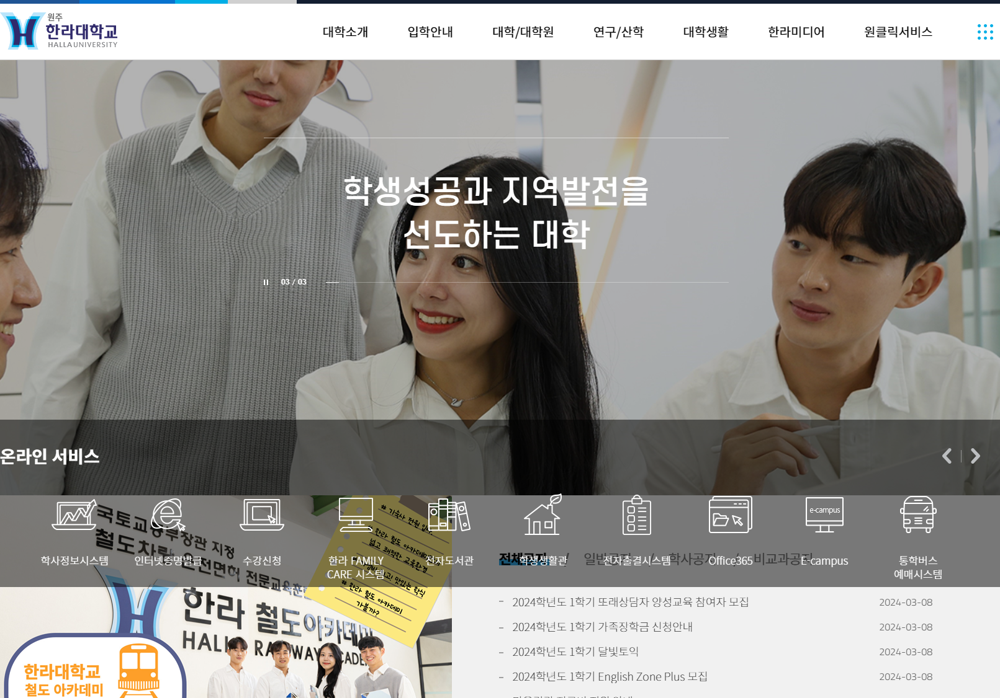 원주
한라대학교
HALLA UNIVERSITY
대학소개
입학안내
대학/대학원
연구/산학
대학생활
한라미디어
원클릭서비스
학생성공과 지역발전을
선도하는 대학
03 / 03
온라인 서비스
e-campus
학사정보시스템
인터넷증명발급
수강신청
한라 FAMILY
CARE 시스템
전자도서관
학생생활관
전자출결시스템
Office365
E-campus
통학버스
예매시스템
국토교통부장관 지정
철도차량 운전면허 전문교육훈련
# 기숙사 전원 입사
# 한라 철도 아카데미
넓고 쾌적한 교육환경
맛있는 학식
# 한라 철도 아카데미
가볼까?
한라 철도아카데미
HALLA RAILWAY ACADE
한라대학교
철도 아카데미
전체공지 / 일반공지 / 학사공지 / 비교과공지
- 2024학년도 1학기 또래상담자 양성교육 참여자 모집 2024-03-08
- 2024학년도 1학기 가족장학금 신청안내 2024-03-08
- 2024학년도 1학기 달빛토익 2024-03-08
- 2024학년도 1학기 English Zone Plus 모집 2024-03-08